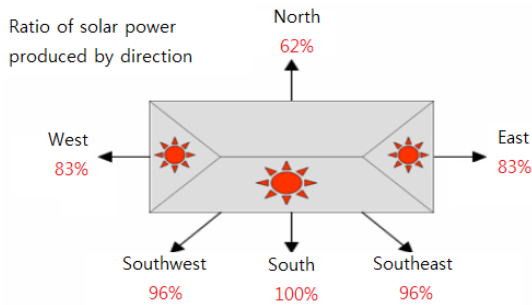 Ratio of solar power
produced by direction
North
62%
West
83%
East
83%
Southwest
96%
South
100%
Southeast
96%